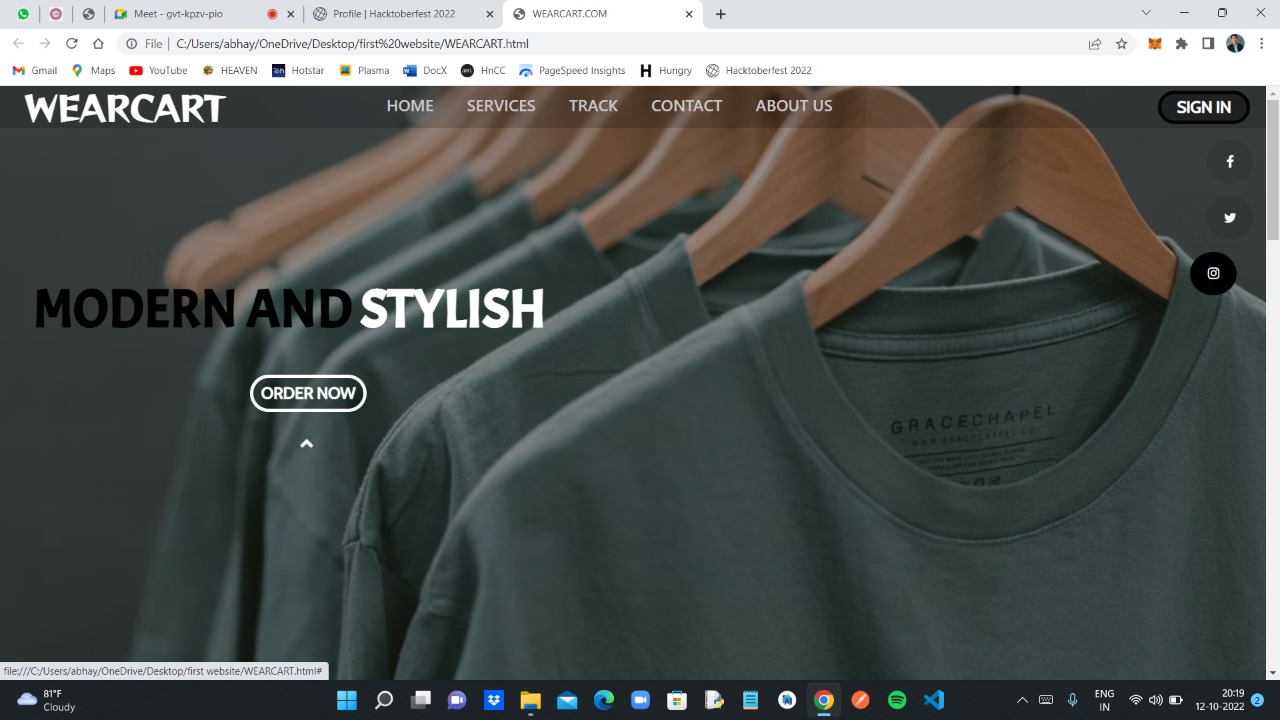 Meet - gvt-kpzv-pio
Profile | Hacktoberfest 2022
WEARCART.COM
File | C:/Users/abhay/OneDrive/Desktop/first%20website/WEARCART.html
Gmail
Maps
YouTube
HEAVEN
Hotstar
Plasma
DocX
HnCC
PageSpeed Insights
Hungry
Hacktoberfest 2022
WEARCART
HOME
SERVICES
TRACK
CONTACT
ABOUT US
SIGN IN
MODERN AND STYLISH
ORDER NOW
GRACECHAPEL
WWW.GRACECHAPEL.CC
file:///C:/Users/abhay/OneDrive/Desktop/first website/WEARCART.html#
81°F
Cloudy
ENG
IN
20:19
12-10-2022
2